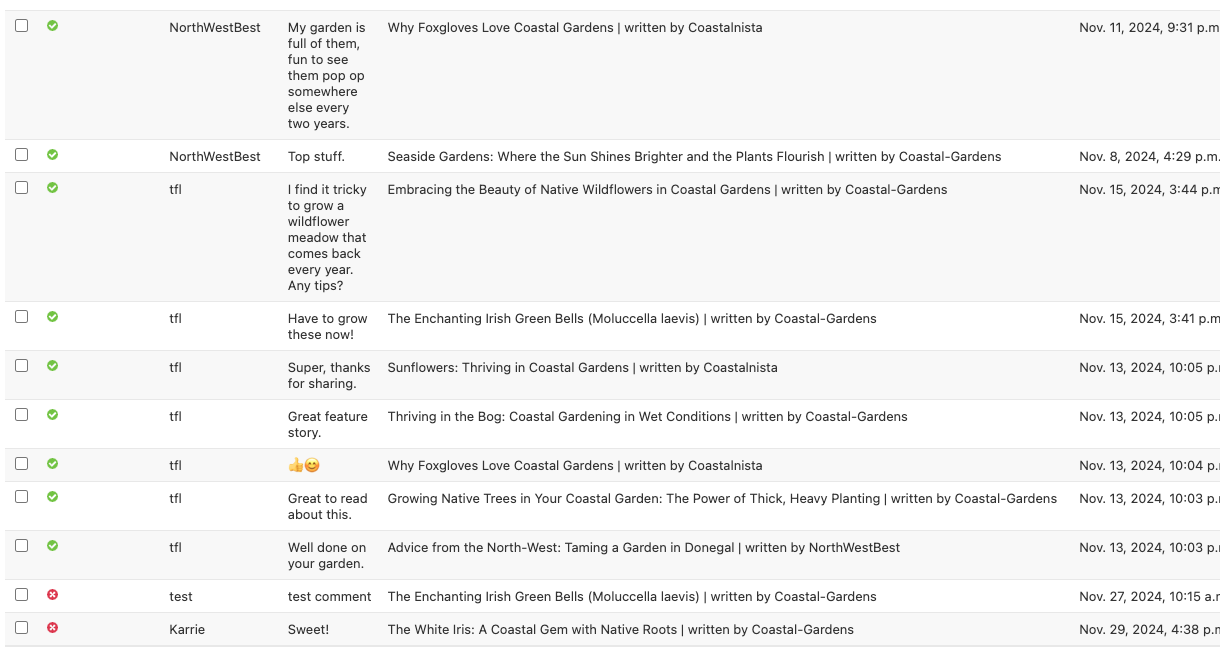 NorthWestBest My garden is Why Foxgloves Love Coastal Gardens | written by Coastalnista Nov. 11, 2024, 9:31 p.m
full of them,
fun to see
them pop op
somewhere
else every
two years.
NorthWestBest Top stuff. Seaside Gardens: Where the Sun Shines Brighter and the Plants Flourish | written by Coastal-Gardens Nov. 8, 2024, 4:29 p.m.
tfl I find it tricky Embracing the Beauty of Native Wildflowers in Coastal Gardens | written by Coastal-Gardens Nov. 15, 2024, 3:44 p.m
to grow a
wildflower
meadow that
comes back
every year.
Any tips?
tfl Have to grow The Enchanting Irish Green Bells (Moluccella laevis) | written by Coastal-Gardens Nov. 15, 2024, 3:41 p.m
these now!
tfl Super, thanks Sunflowers: Thriving in Coastal Gardens | written by Coastalnista Nov. 13, 2024, 10:05 p.
for sharing.
tfl Great feature Thriving in the Bog: Coastal Gardening in Wet Conditions | written by Coastal-Gardens Nov. 13, 2024, 10:05 p.
story.
tfl 👍😊 Why Foxgloves Love Coastal Gardens | written by Coastalnista Nov. 13, 2024, 10:04 p.
tfl Great to read Growing Native Trees in Your Coastal Garden: The Power of Thick, Heavy Planting | written by Coastal-Gardens Nov. 13, 2024, 10:03 p.
about this.
tfl Well done on Advice from the North-West: Taming a Garden in Donegal | written by NorthWestBest Nov. 13, 2024, 10:03 p.
your garden.
test test comment The Enchanting Irish Green Bells (Moluccella laevis) | written by Coastal-Gardens Nov. 27, 2024, 10:15 a.
Karrie Sweet! The White Iris: A Coastal Gem with Native Roots | written by Coastal-Gardens Nov. 29, 2024, 4:38 p.m